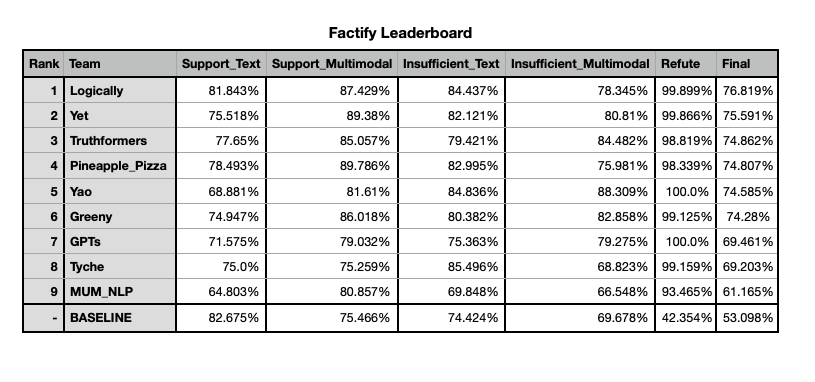 Factify Leaderboard
Rank Team Support_Text Support_Multimodal Insufficient_Text Insufficient_Multimodal Refute Final
1 Logically 81.843% 87.429% 84.437% 78.345% 99.899% 76.819%
2 Yet 75.518% 89.38% 82.121% 80.81% 99.866% 75.591%
3 Truthformers 77.65% 85.057% 79.421% 84.482% 98.819% 74.862%
4 Pineapple_Pizza 78.493% 89.786% 82.995% 75.981% 98.339% 74.807%
5 Yao 68.881% 81.61% 84.836% 88.309% 100.0% 74.585%
6 Greeny 74.947% 86.018% 80.382% 82.858% 99.125% 74.28%
7 GPTs 71.575% 79.032% 75.363% 79.275% 100.0% 69.461%
8 Tyche 75.0% 75.259% 85.496% 68.823% 99.159% 69.203%
9 MUM_NLP 64.803% 80.857% 69.848% 66.548% 93.465% 61.165%
- BASELINE 82.675% 75.466% 74.424% 69.678% 42.354% 53.098%